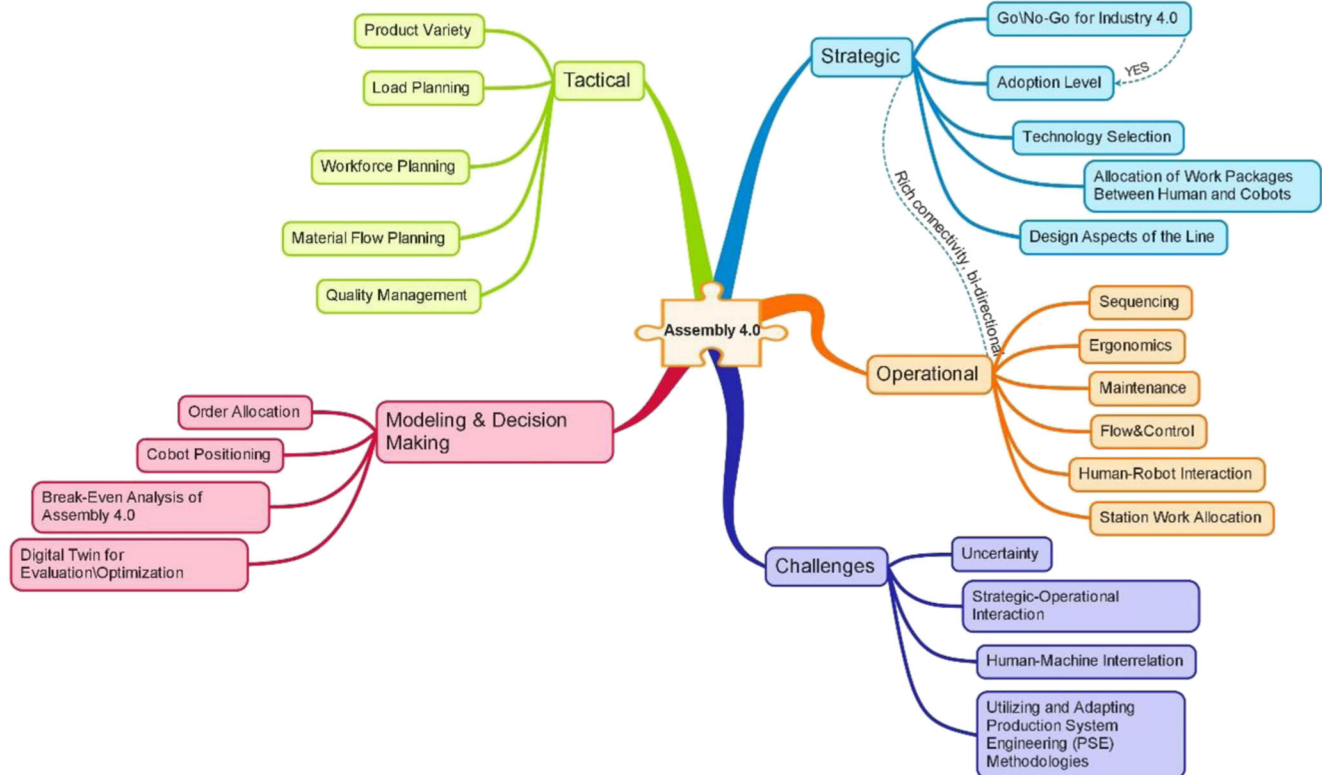 Product Variety
Load Planning
Tactical
Workforce Planning
Material Flow Planning
Quality Management
Go\No-Go for Industry 4.0
Strategic
YES
Adoption Level
Technology Selection
Allocation of Work Packages
Between Human and Cobots
Design Aspects of the Line
Rich connectivity, bi-directional
Assembly 4.0
Sequencing
Ergonomics
Operational
Maintenance
Flow&Control
Human-Robot Interaction
Station Work Allocation
Order Allocation
Modeling & Decision
Making
Cobot Positioning
Break-Even Analysis of
Assembly 4.0
Digital Twin for
Evaluation\Optimization
Challenges
Uncertainty
Strategic-Operational
Interaction
Human-Machine Interrelation
Utilizing and Adapting
Production System
Engineering (PSE)
Methodologies